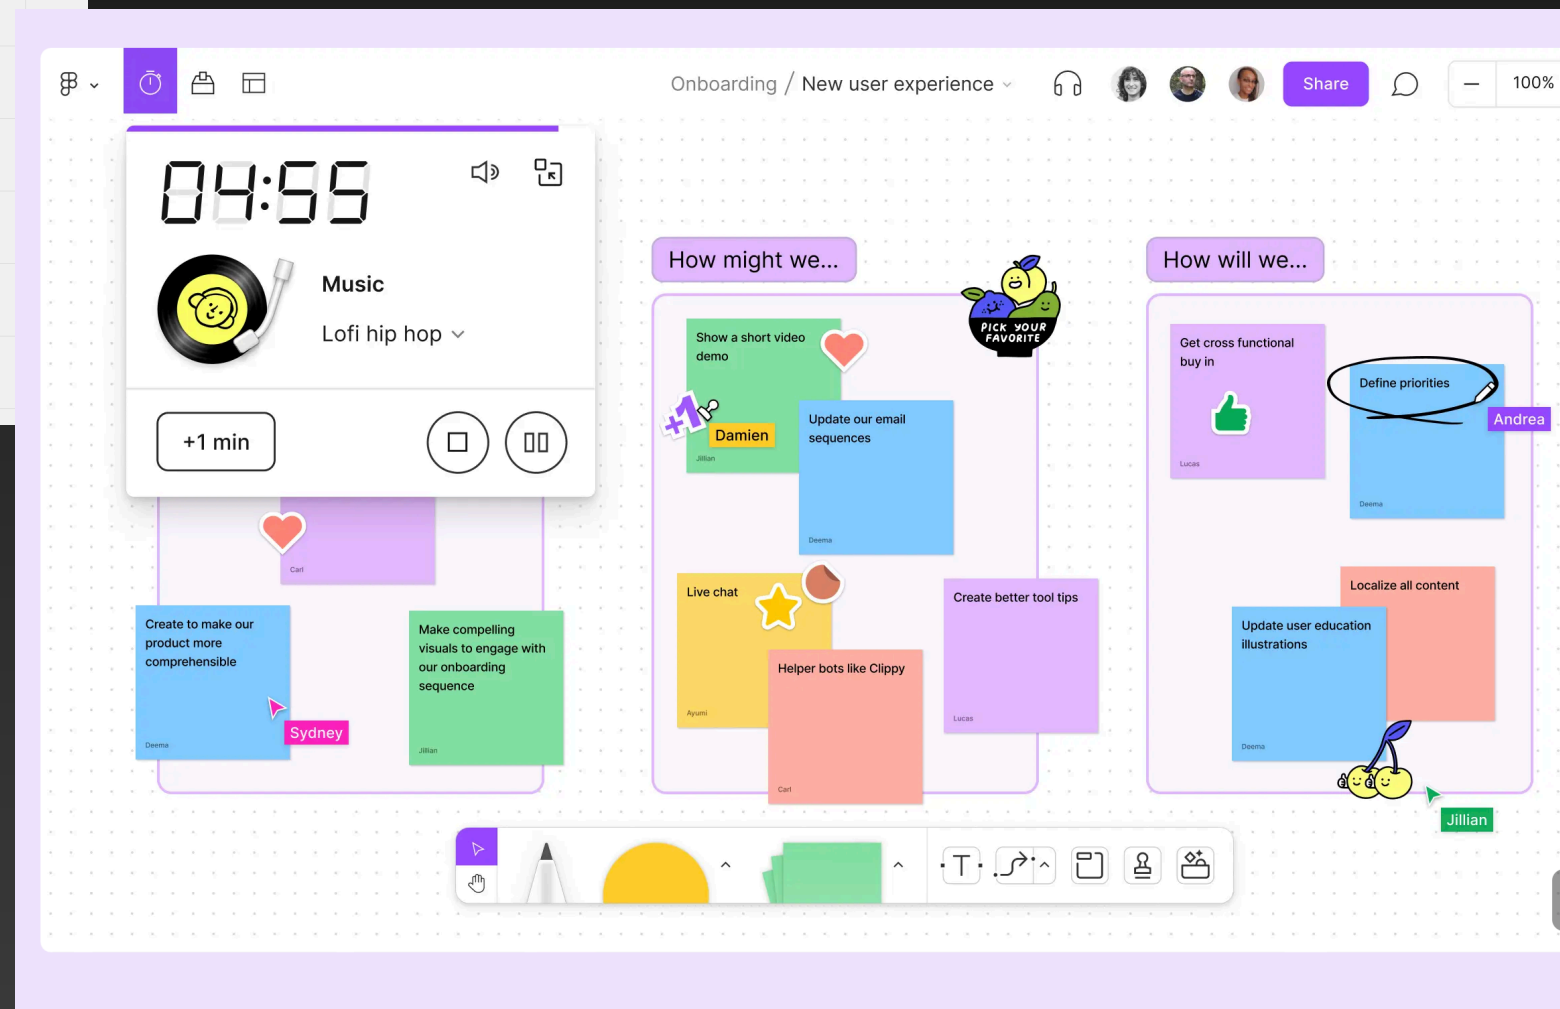 Onboarding / New user experience
Share
100%
04:55
Music
Lofi hip hop
+1 min
Carl
Create to make our
product more
comprehensible
Deema
Sydney
Make compelling
visuals to engage with
our onboarding
sequence
Jillian
How might we...
PICK YOUR
FAVORITE
Show a short video
demo
+1
Damien
Jillian
Update our email
sequences
Deema
Live chat
Ayumi
Helper bots like Clippy
Carl
Create better tool tips
Lucas
How will we...
Get cross functional
buy in
Lucas
Define priorities
Andrea
Deema
Localize all content
Update user education
illustrations
Deema
Jillian
T